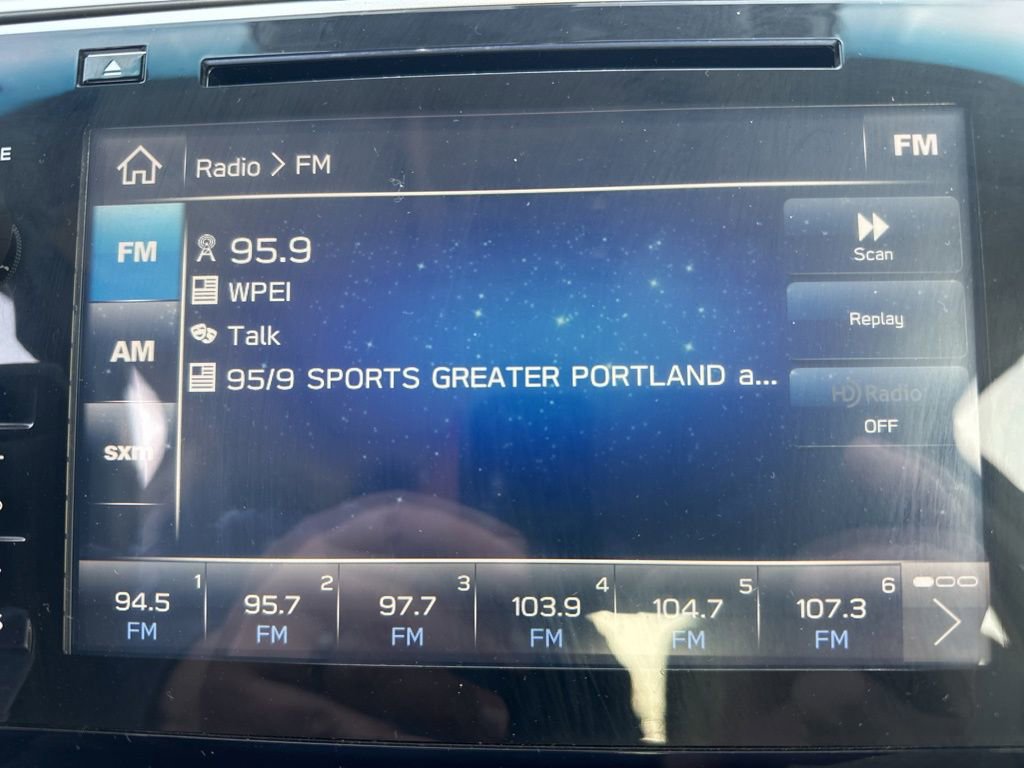 Radio > FM
FM
FM
AM
sxm
95.9
WPEI
Talk
95/9 SPORTS GREATER PORTLAND a...
Scan
Replay
HD Radio
OFF
1
94.5
FM
2
95.7
FM
3
97.7
FM
4
103.9
FM
5
104.7
FM
6
107.3
FM